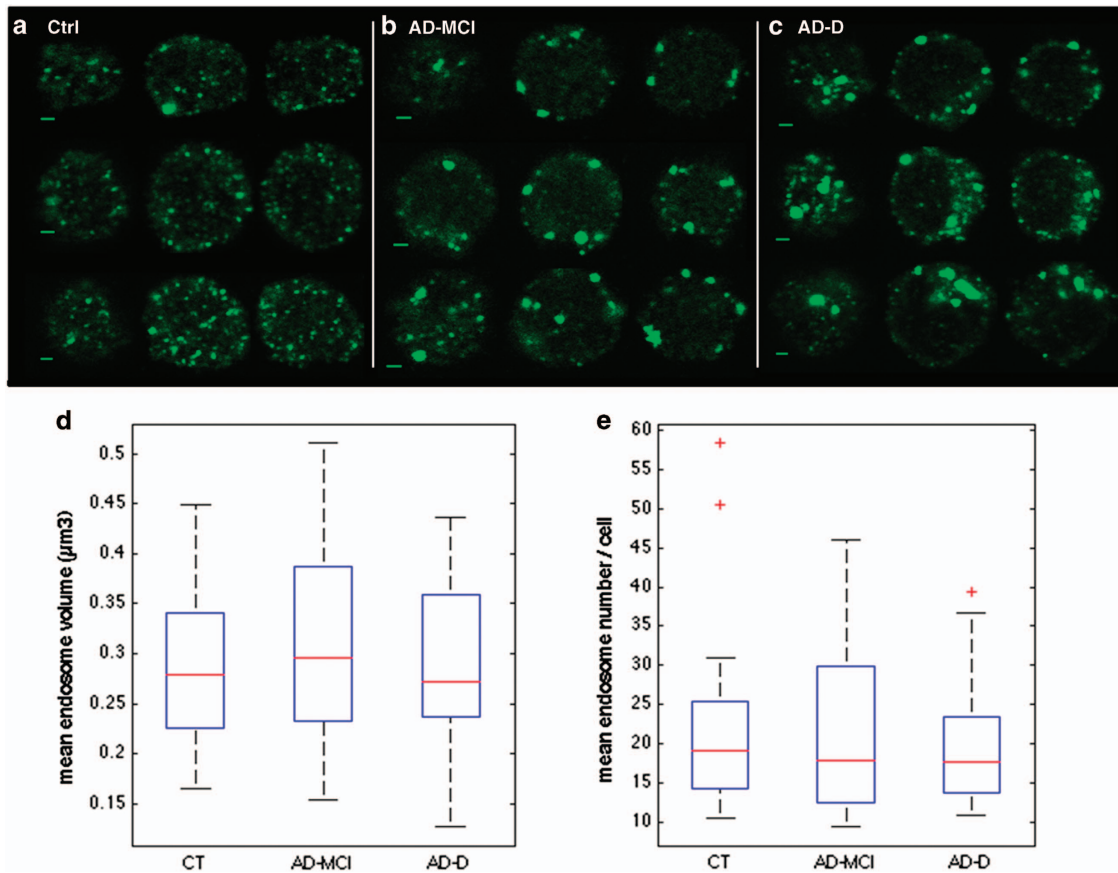 a Ctrl
b AD-MCI
c AD-D
d
mean endosome volume (µm3)
0.5
0.45
0.4
0.35
0.3
0.25
0.2
0.15
CT AD-MCI AD-D
e
mean endosome number / cell
60
55
50
45
40
35
30
25
20
15
10
CT AD-MCI AD-D